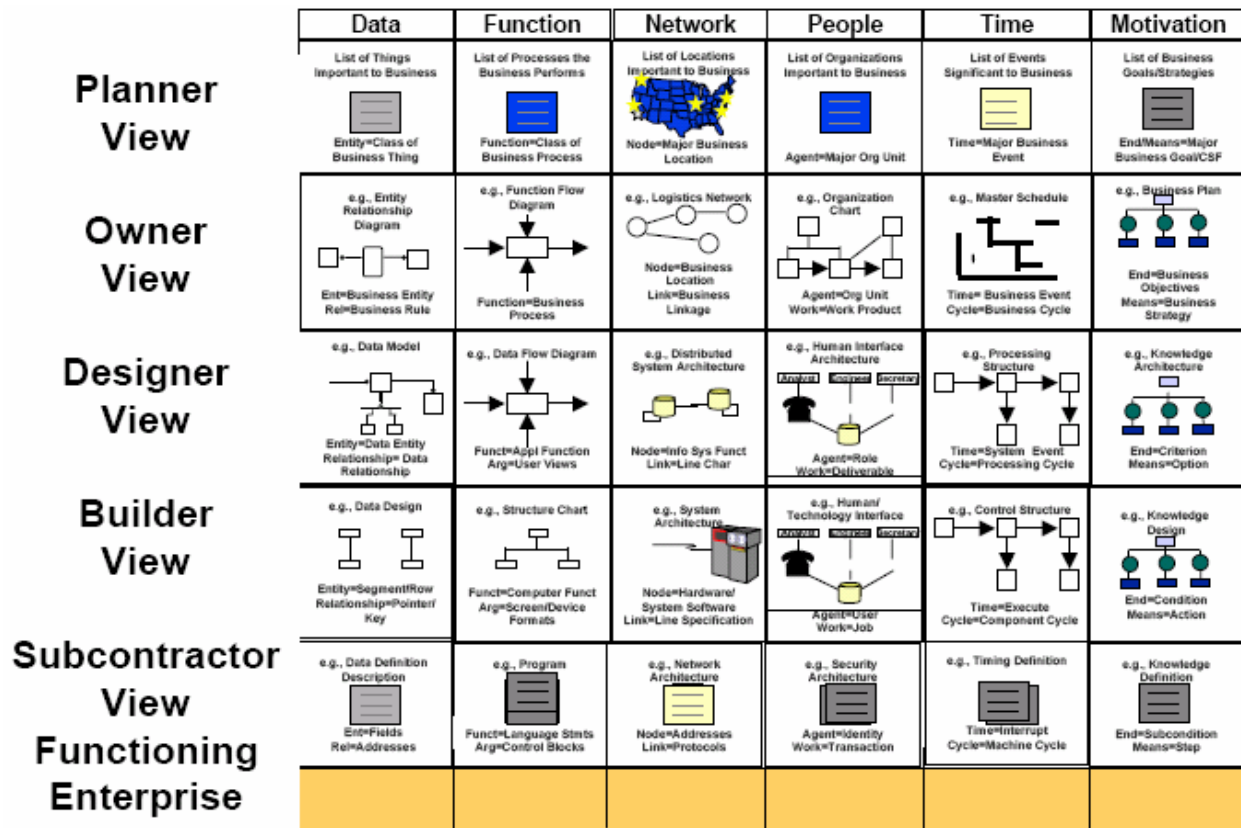 Data
Function
Network
People
Time
Motivation
Planner
View
List of Things
Important to Business
Entity=Class of
Business Thing
List of Processes the
Business Performs
Function=Class of
Business Process
List of Locations
Important to Business
Node=Major Business
Location
List of Organizations
Important to Business
Agent=Major Org Unit
List of Events
Significant to Business
Time=Major Business
Event
List of Business
Goals/Strategies
End/Means=Major
Business Goal/CSF
Owner
View
e.g., Entity
Relationship
Diagram
Ent=Business Entity
Rel=Business Rule
e.g., Function Flow
Diagram
Function=Business
Process
e.g., Logistics Network
Node=Business
Location
Link=Business
Linkage
e.g., Organization
Chart
Agent=Org Unit
Work=Work Product
e.g., Master Schedule
Time= Business Event
Cycle=Business Cycle
e.g., Business Plan
End=Business
Objectives
Means=Business
Strategy
Designer
View
e.g., Data Model
Entity=Data Entity
Relationship= Data
Relationship
e.g., Data Flow Diagram
Funct=Appl Function
Arg=User Views
e.g., Distributed
System Architecture
Node=Info Sys Funct
Link=Line Char
e.g., Human Interface
Architecture
Analyst
Engineer
Secretary
Agent=Role
Work=Deliverable
e.g., Processing
Structure
Time=System Event
Cycle=Processing Cycle
e.g., Knowledge
Architecture
End=Criterion
Means=Option
Builder
View
e.g., Data Design
Entity=Segment/Row
Relationship=Pointer/
Key
e.g., Structure Chart
Funct=Computer Funct
Arg=Screen/Device
Formats
e.g., System
Architecture
Node=Hardware/
System Software
Link=Line Specification
e.g., Human/
Technology Interface
Analyst
Engineer
Secretary
Agent=User
Work=Job
e.g., Control Structure
Time=Execute
Cycle=Component Cycle
e.g., Knowledge
Design
End=Condition
Means=Action
Subcontractor
View
e.g., Data Definition
Description
Ent=Fields
Rel=Addresses
e.g., Program
Funct=Language Stmts
Arg=Control Blocks
e.g., Network
Architecture
Node=Addresses
Link=Protocols
e.g., Security
Architecture
Agent=Identity
Work=Transaction
e.g., Timing Definition
Time=Interrupt
Cycle=Machine Cycle
e.g., Knowledge
Definition
End=Subcondition
Means=Step
Functioning
Enterprise